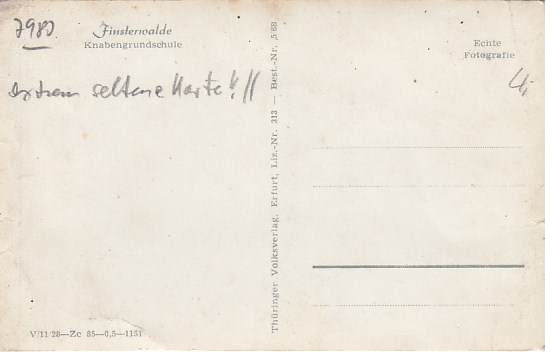 7980
Finsterwalde
Knabengrundschule
extrem seltene Karte!!//
Echte
Fotografie
Thüringer Volksverlag, Erfurt, Liz.-Nr. 313 — Best.-Nr. 5/68
V/11/28—Zc 85—0,5—1151